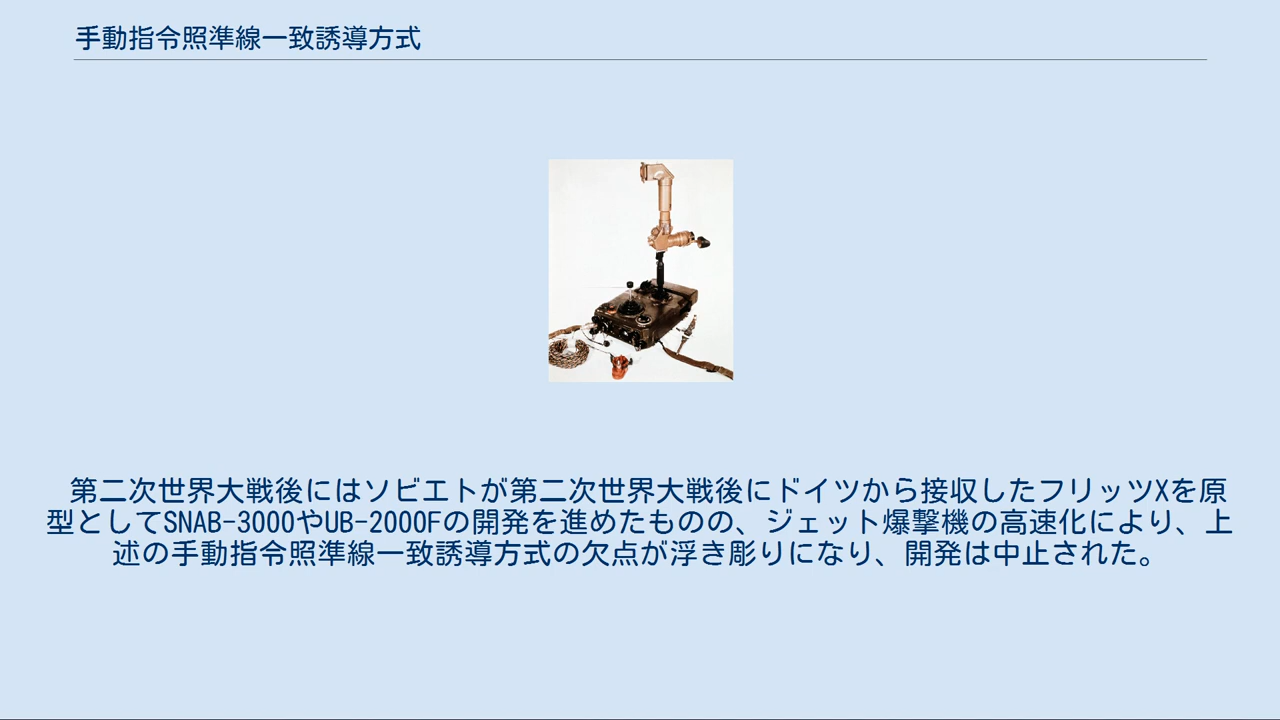 手動指令照準線一致誘導方式
第二次世界大戦後にはソビエトが第二次世界大戦後にドイツから接収したフリッツXを原
型としてSNAB-3000やUB-2000Fの開発を進めたものの、ジェット爆撃機の高速化により、上
述の手動指令照準線一致誘導方式の欠点が浮き彫りになり、開発は中止された。